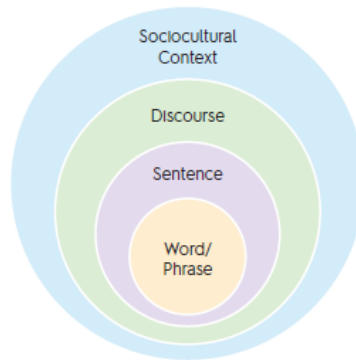 Sociocultural
Context
Discourse
Sentence
Word/
Phrase